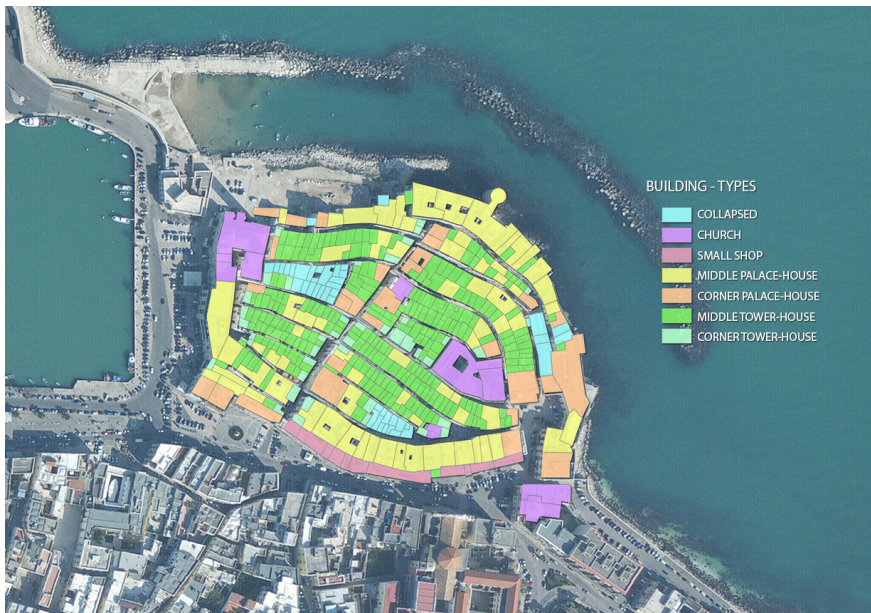 BUILDING - TYPES
COLLAPSED
CHURCH
SMALL SHOP
MIDDLE PALACE-HOUSE
CORNER PALACE-HOUSE
MIDDLE TOWER-HOUSE
CORNER TOWER-HOUSE